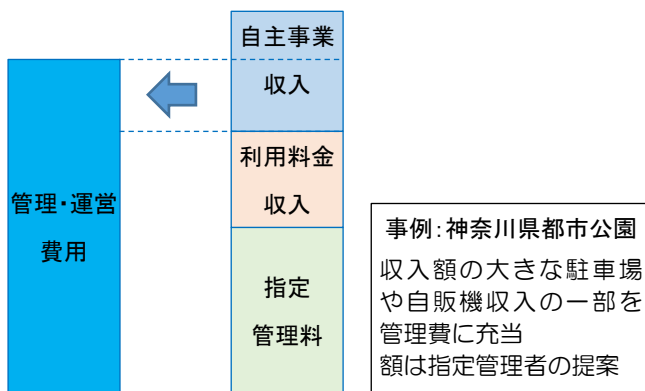 自主事業
収入
利用料金
収入
管理・運営
費用
指定
管理料
事例：神奈川県都市公園
収入額の大きな駐車場
や自販機収入の一部を
管理費に充当
額は指定管理者の提案